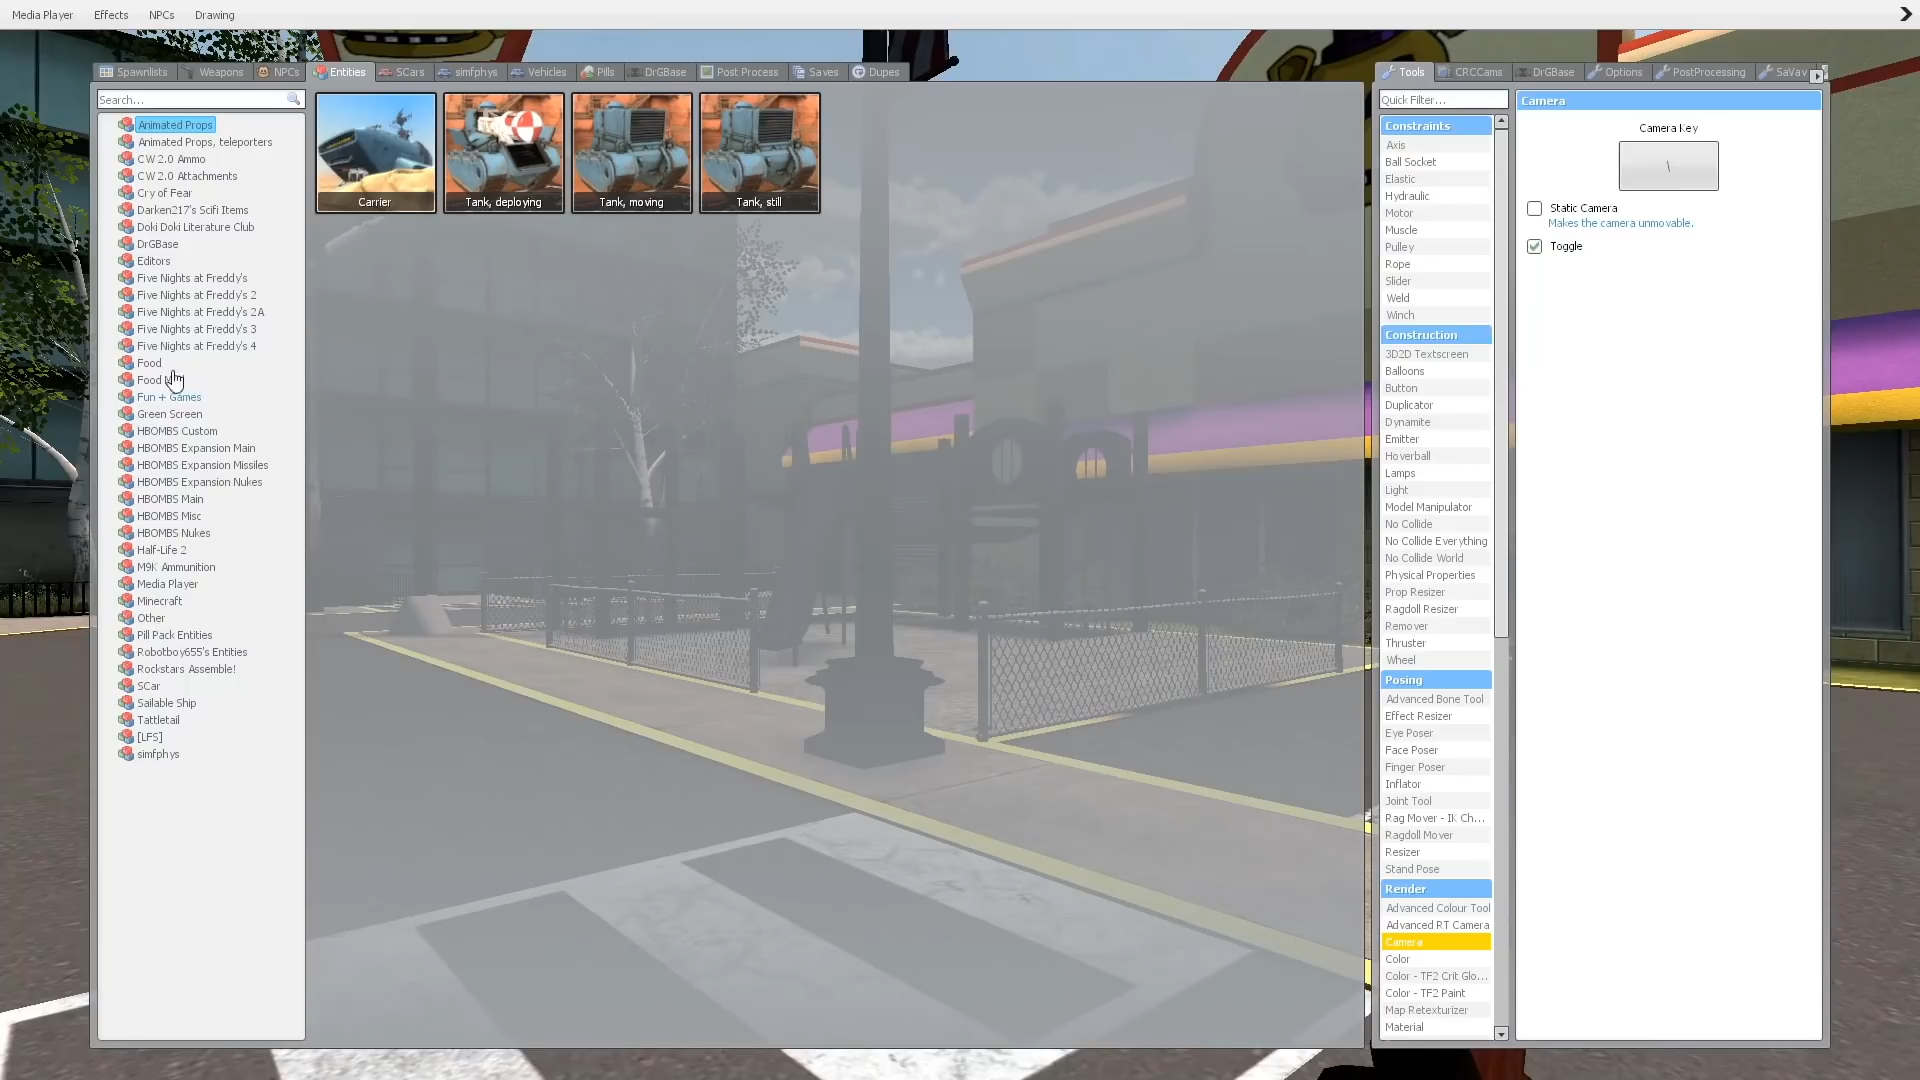 Media Player
Effects
NPCs
Drawing
Spawnlists
Weapons
NPCs
Entities
SCars
simfphys
Vehicles
Pills
DrGBase
Post Process
Saves
Dupes
Search...
Animated Props
Animated Props, teleporters
CW 2.0 Ammo
CW 2.0 Attachments
Cry of Fear
Darken217's Scifi Items
Doki Doki Literature Club
DrGBase
Editors
Five Nights at Freddy's
Five Nights at Freddy's 2
Five Nights at Freddy's 2A
Five Nights at Freddy's 3
Five Nights at Freddy's 4
Food
Food
Fun + Games
Green Screen
HBOMBS Custom
HBOMBS Expansion Main
HBOMBS Expansion Missiles
HBOMBS Expansion Nukes
HBOMBS Main
HBOMBS Misc
HBOMBS Nukes
Half-Life 2
M9K Ammunition
Media Player
Minecraft
Other
Pill Pack Entities
Robotboy655's Entities
Rockstars Assemble!
SCar
Sailable Ship
Tattletail
[LFS]
simfphys
Carrier
Tank, deploying
Tank, moving
Tank, still
Tools
CRCCams
DrGBase
Options
PostProcessing
SaVav
Quick Filter...
Constraints
Axis
Ball Socket
Elastic
Hydraulic
Motor
Muscle
Pulley
Rope
Slider
Weld
Winch
Construction
3D2D Textscreen
Balloons
Button
Duplicator
Dynamite
Emitter
Hoverball
Lamps
Light
Model Manipulator
No Collide
No Collide Everything
No Collide World
Physical Properties
Prop Resizer
Ragdoll Resizer
Remover
Thruster
Wheel
Posing
Advanced Bone Tool
Effect Resizer
Eye Poser
Face Poser
Finger Poser
Inflator
Joint Tool
Rag Mover - IK Ch...
Ragdoll Mover
Resizer
Stand Pose
Render
Advanced Colour Tool
Advanced RT Camera
Camera
Color
Color - TF2 Crit Glo...
Color - TF2 Paint
Map Retexturizer
Material
Camera
Camera Key
\
Static Camera
Makes the camera unmovable.
Toggle